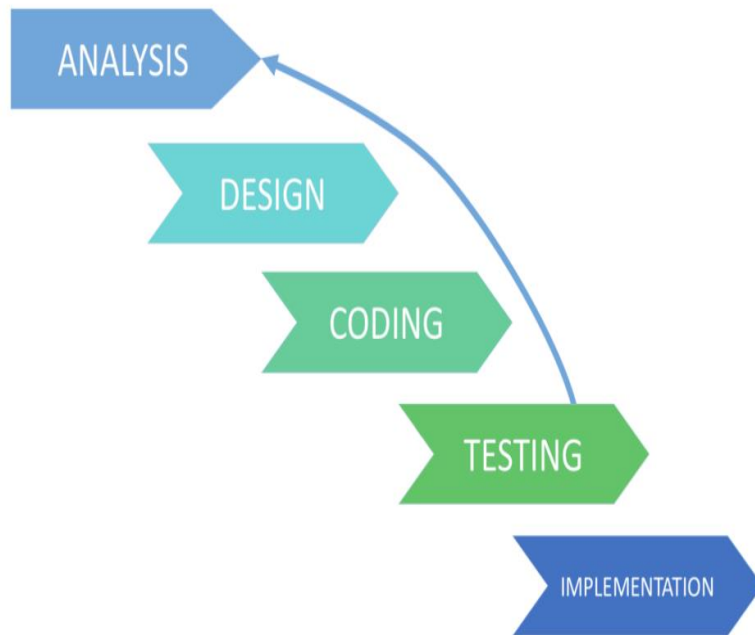 ANALYSIS
DESIGN
CODING
TESTING
IMPLEMENTATION